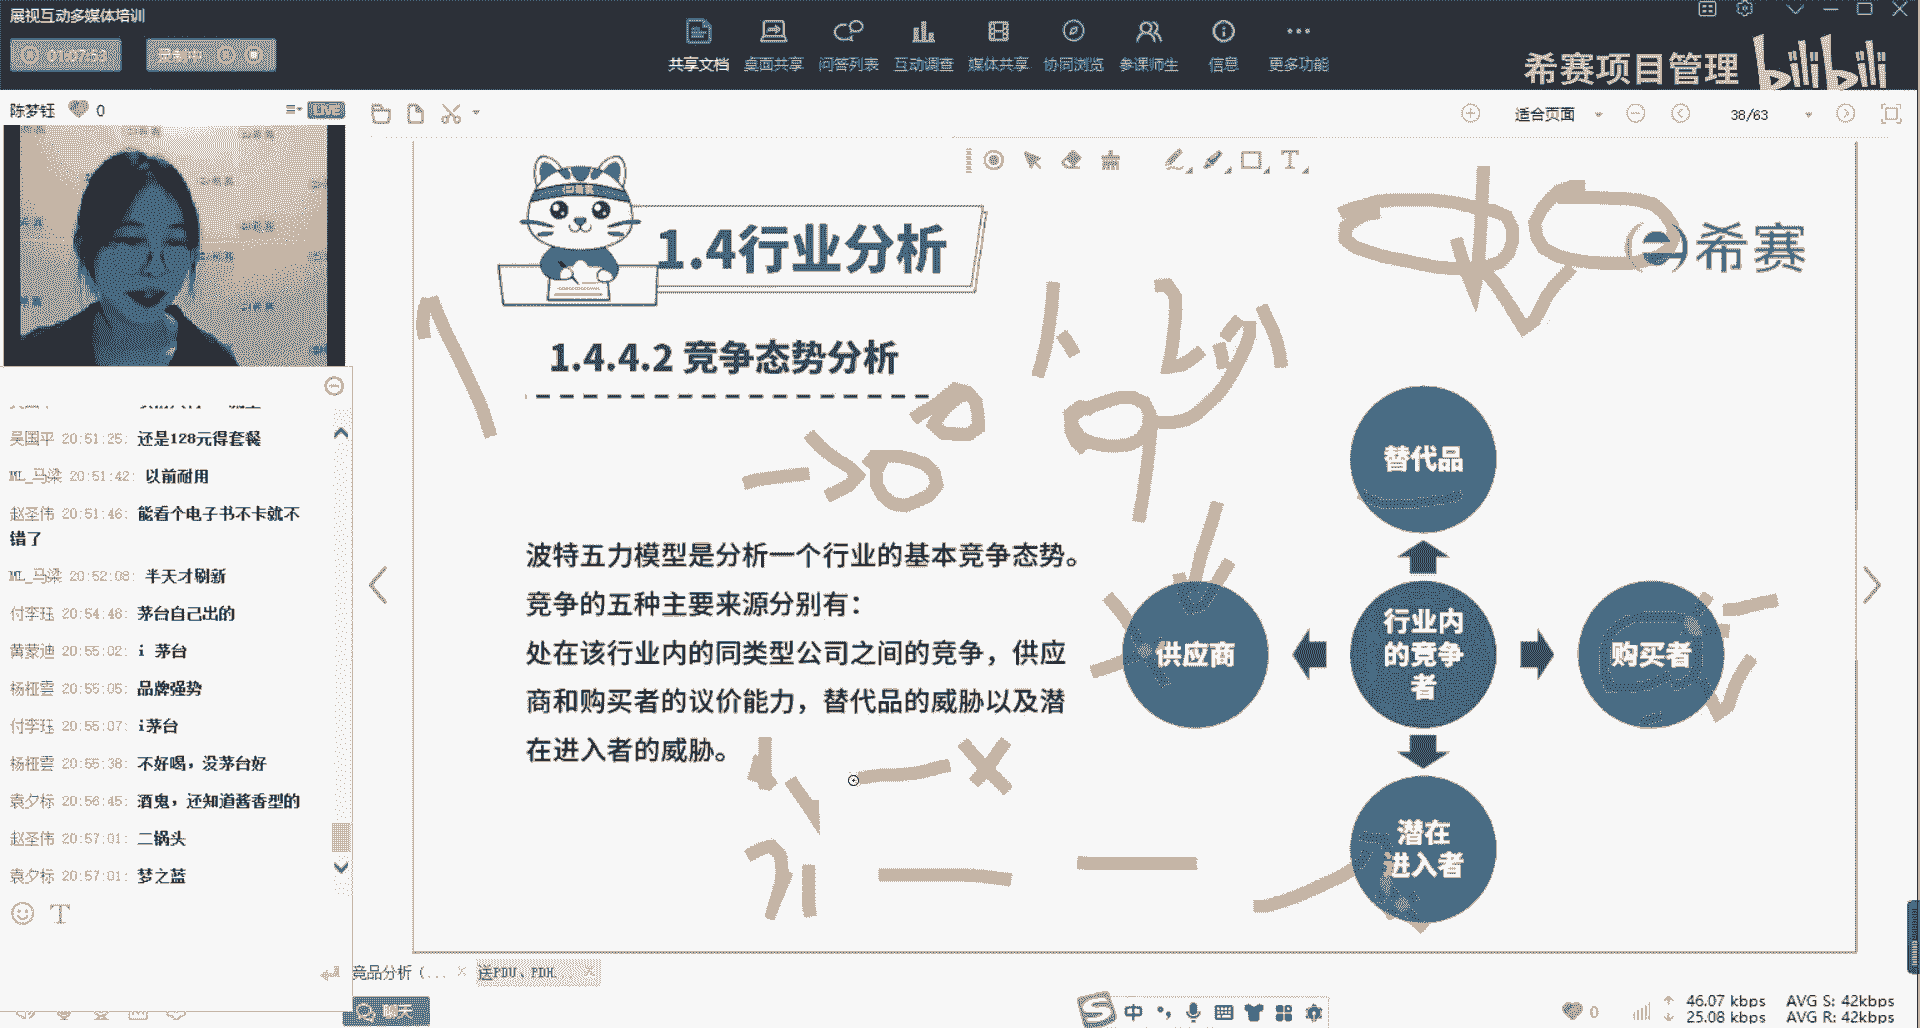 展视互动多媒体培训
01:07:53
录制中
共享文档
桌面共享
问答列表
互动调查
媒体共享
协同浏览
参课师生
信息
更多功能
希赛项目管理
bilibili
陈梦钰 0
LIVE
适合页面
38/63
吴国平 20:51:25: 还是128元得套餐
ML_马梁 20:51:42: 以前耐用
赵圣伟 20:51:46: 能看个电子书不卡就不
错了
ML_马梁 20:52:08: 半天才刷新
付李珏 20:54:46: 茅台自己出的
黄蒙迪 20:55:02: i 茅台
杨桠雲 20:55:05: 品牌强势
付李珏 20:55:07: i茅台
杨桠雲 20:55:38: 不好喝，没茅台好
袁夕标 20:56:45: 酒鬼，还知道酱香型的
赵圣伟 20:57:01: 二锅头
袁夕标 20:57:01: 梦之蓝
1.4行业分析
希赛
1.4.4.2 竞争态势分析
波特五力模型是分析一个行业的基本竞争态势。
竞争的五种主要来源分别有：
处在该行业内的同类型公司之间的竞争，供应
商和购买者的议价能力，替代品的威胁以及潜
在进入者的威胁。
替代品
供应商
行业内
的竞争
者
购买者
潜在
进入者
竞品分析（...
送PDU、PDH
聊天
中
0
46.07 kbps AVG S: 42kbps
25.08 kbps AVG R: 42kbps